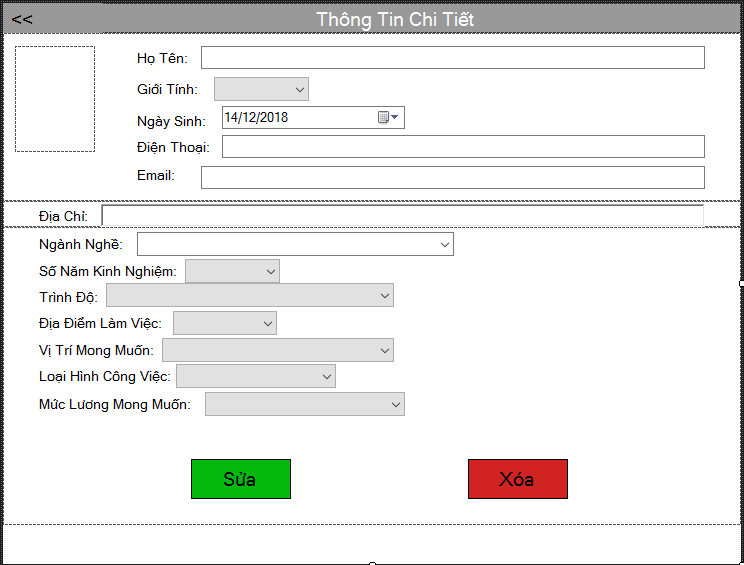 << Thông Tin Chi Tiết
Họ Tên:
Giới Tính:
Ngày Sinh: 14/12/2018
Điện Thoại:
Email:
Địa Chỉ:
Ngành Nghề:
Số Năm Kinh Nghiệm:
Trình Độ:
Địa Điểm Làm Việc:
Vị Trí Mong Muốn:
Loại Hình Công Việc:
Mức Lương Mong Muốn:
Sửa Xóa